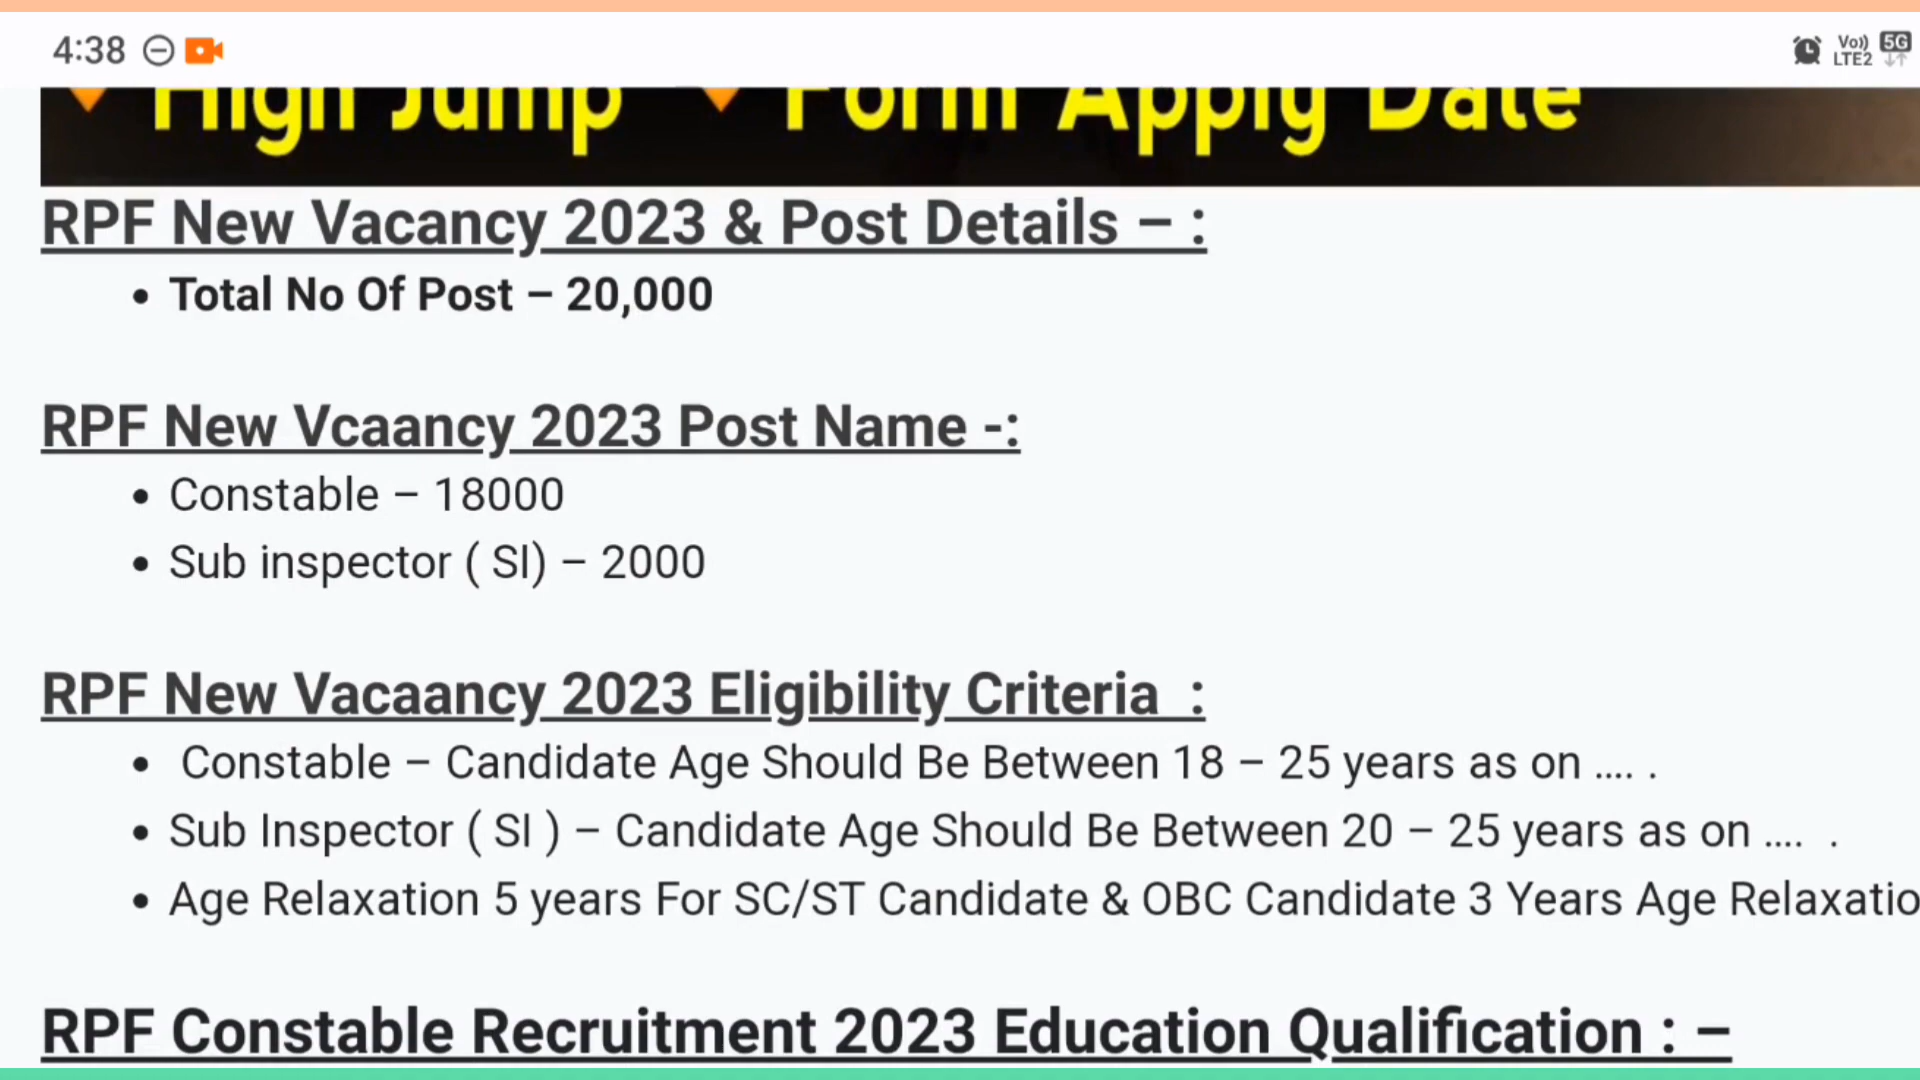 4:38 Vo)) LTE2 5G
High Jump Form Apply Date
RPF New Vacancy 2023 & Post Details – :
• Total No Of Post – 20,000
RPF New Vcaancy 2023 Post Name -:
• Constable – 18000
• Sub inspector ( SI) – 2000
RPF New Vacaancy 2023 Eligibility Criteria :
• Constable – Candidate Age Should Be Between 18 – 25 years as on .... .
• Sub Inspector ( SI ) – Candidate Age Should Be Between 20 – 25 years as on .... .
• Age Relaxation 5 years For SC/ST Candidate & OBC Candidate 3 Years Age Relaxatio
RPF Constable Recruitment 2023 Education Qualification : –